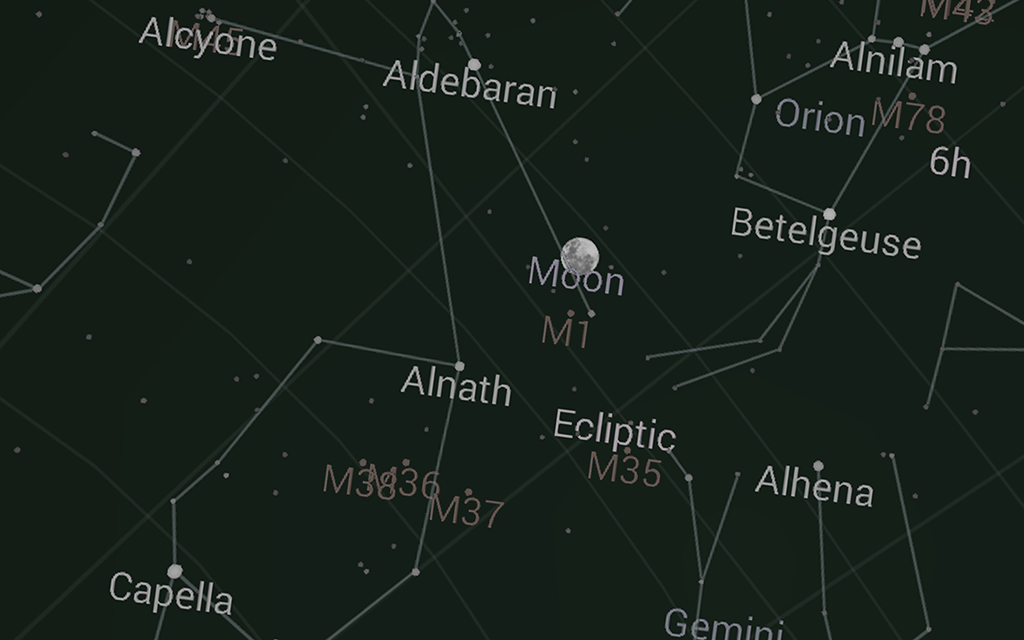 M43
M45
Alcyone
Alnilam
Aldebaran
Orion
M78
6h
Betelgeuse
Moon
M1
Alnath
Ecliptic
M35
M38
M36
M37
Alhena
Capella
Gemini